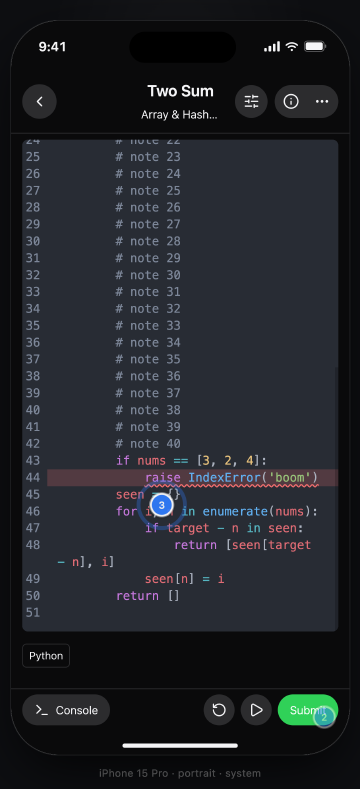 9:41
Two Sum
Array & Hash...
24 # note 22
25 # note 23
26 # note 24
27 # note 25
28 # note 26
29 # note 27
30 # note 28
31 # note 29
32 # note 30
33 # note 31
34 # note 32
35 # note 33
36 # note 34
37 # note 35
38 # note 36
39 # note 37
40 # note 38
41 # note 39
42 # note 40
43 if nums == [3, 2, 4]:
44 raise IndexError('boom')
45 seen = {}
46 for i, in enumerate(nums):
3
47 if target - n in seen:
48 return [seen[target
- n], i]
49 seen[n] = i
50 return []
51
Python
Console
Submit
2
iPhone 15 Pro · portrait · system